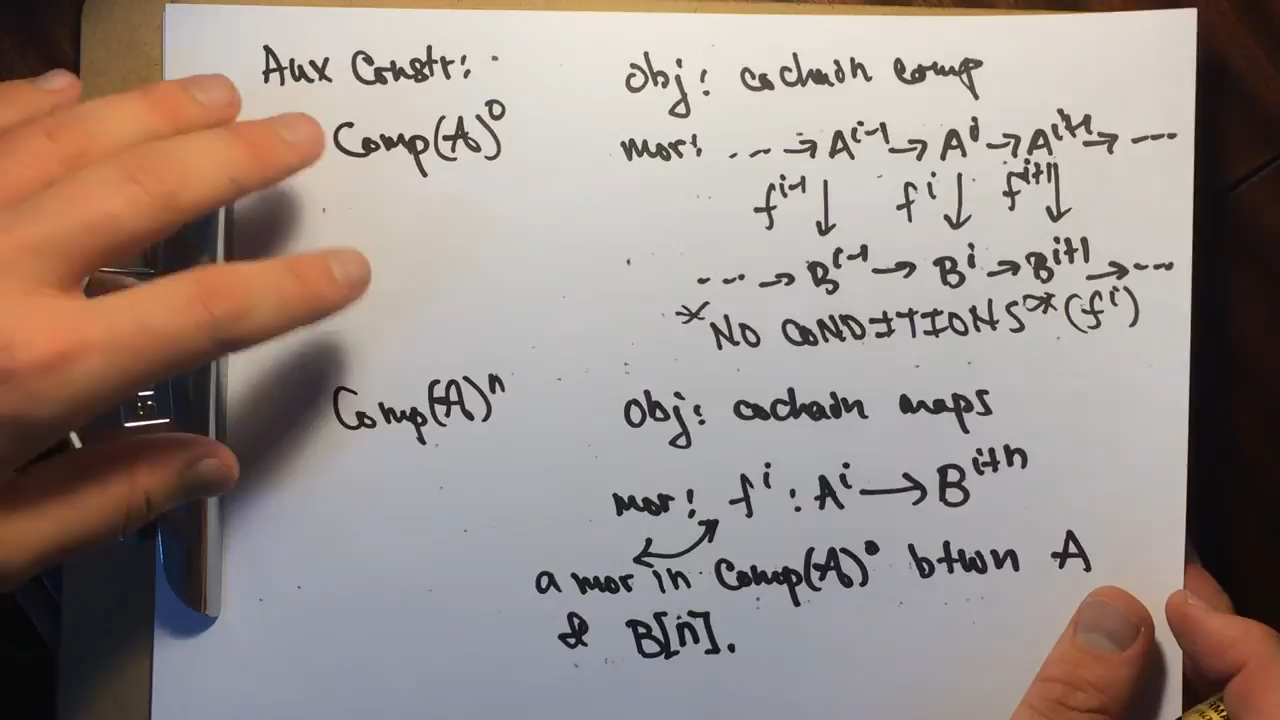 Aux Constr:
Comp(A)⁰
obj: cochain comp
mor: ... → Aⁱ⁻¹ → Aⁱ → Aⁱ⁺¹ → ...
fⁱ⁻¹ ↓ fⁱ ↓ fⁱ⁺¹ ↓
... → Bⁱ⁻¹ → Bⁱ → Bⁱ⁺¹ → ...
*NO CONDITIONS* (fⁱ)
Comp(A)ⁿ
obj: cochain maps
mor: fⁱ : Aⁱ → Bⁱ⁺ⁿ
a mor in Comp(A)⁰ btwn A
& B[n].